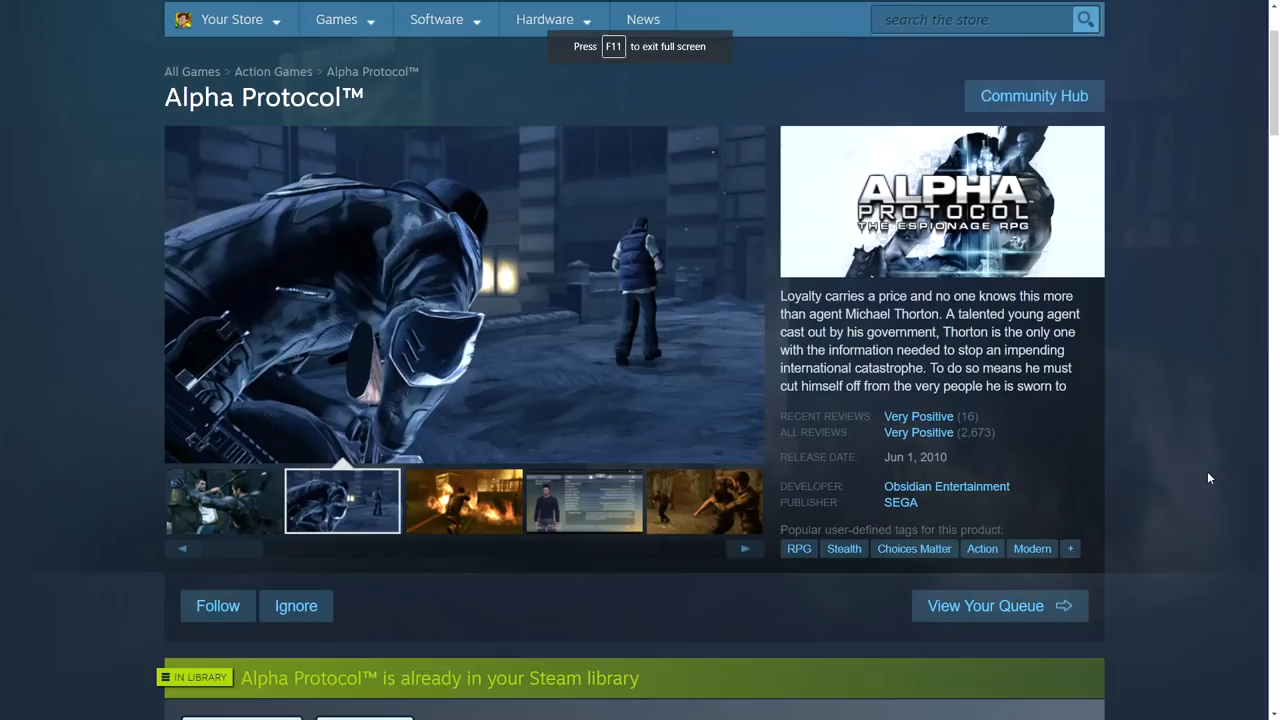 Your Store
Games
Software
Hardware
News
search the store
Press F11 to exit full screen
All Games > Action Games > Alpha Protocol™
Alpha Protocol™
Community Hub
ALPHA
PROTOCOL™
THE ESPIONAGE RPG
Loyalty carries a price and no one knows this more
than agent Michael Thorton. A talented young agent
cast out by his government, Thorton is the only one
with the information needed to stop an impending
international catastrophe. To do so means he must
cut himself off from the very people he is sworn to
RECENT REVIEWS: Very Positive (16)
ALL REVIEWS: Very Positive (2,673)
RELEASE DATE: Jun 1, 2010
DEVELOPER: Obsidian Entertainment
PUBLISHER: SEGA
Popular user-defined tags for this product:
RPG Stealth Choices Matter Action Modern +
Follow
Ignore
View Your Queue
IN LIBRARY
Alpha Protocol™ is already in your Steam library